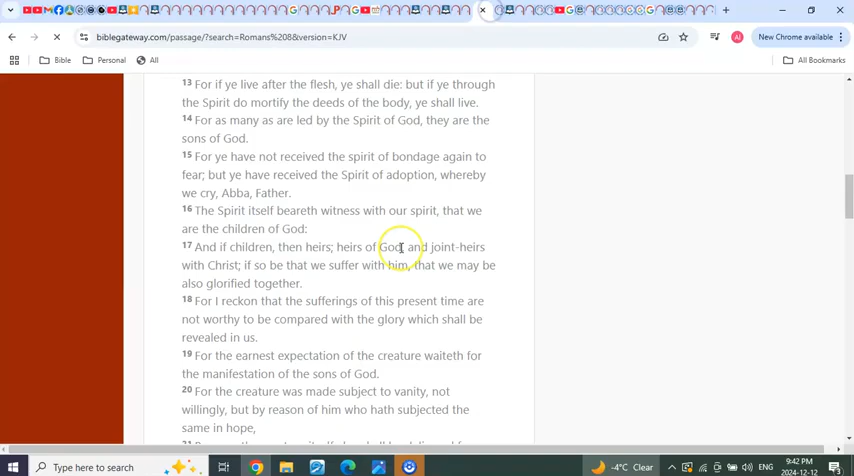 biblegateway.com/passage/?search=Romans%208&version=KJV
AI
New Chrome available
Bible
Personal
All
All Bookmarks
13 For if ye live after the flesh, ye shall die: but if ye through
the Spirit do mortify the deeds of the body, ye shall live.
14 For as many as are led by the Spirit of God, they are the
sons of God.
15 For ye have not received the spirit of bondage again to
fear; but ye have received the Spirit of adoption, whereby
we cry, Abba, Father.
16 The Spirit itself beareth witness with our spirit, that we
are the children of God:
17 And if children, then heirs; heirs of God, and joint-heirs
with Christ; if so be that we suffer with him, that we may be
also glorified together.
18 For I reckon that the sufferings of this present time are
not worthy to be compared with the glory which shall be
revealed in us.
19 For the earnest expectation of the creature waiteth for
the manifestation of the sons of God.
20 For the creature was made subject to vanity, not
willingly, but by reason of him who hath subjected the
same in hope,
Type here to search
-4°C Clear
ENG
9:42 PM
2024-12-12
3